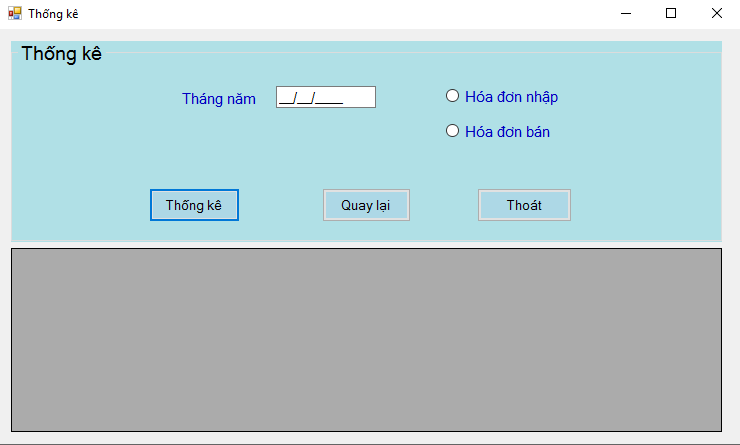 Thống kê
Thống kê
Tháng năm __/__/____
Hóa đơn nhập
Hóa đơn bán
Thống kê Quay lại Thoát